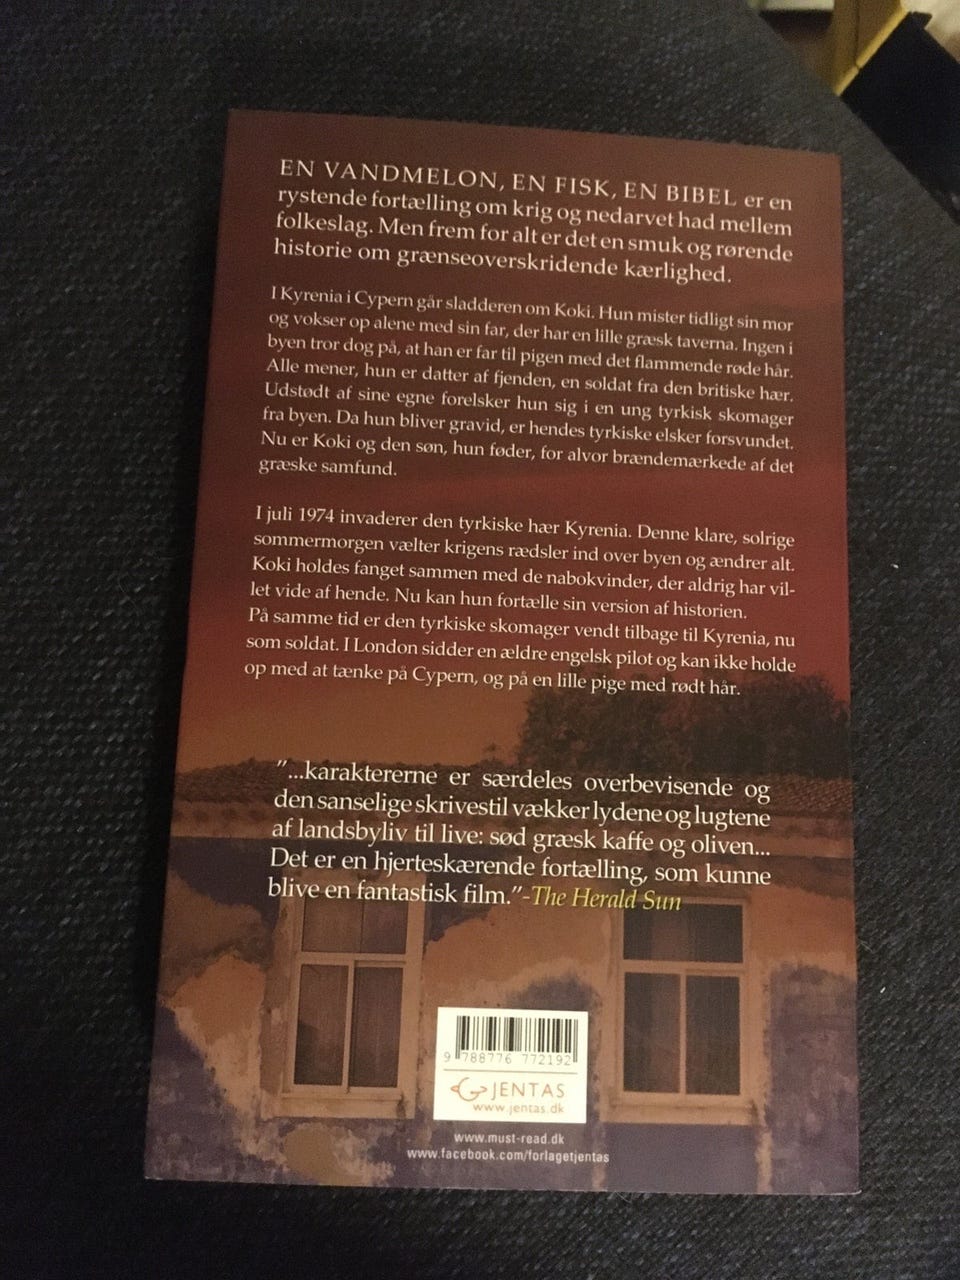 EN VANDMELON, EN FISK, EN BIBEL er en
rystende fortælling om krig og nedarvet had mellem
folkeslag. Men frem for alt er det en smuk og rørende
historie om grænseoverskridende kærlighed.
I Kyrenia i Cypern går sladderen om Koki. Hun mister tidligt sin mor
og vokser op alene med sin far, der har en lille græsk taverna. Ingen i
byen tror dog på, at han er far til pigen med det flammende røde hår.
Alle mener, hun er datter af fjenden, en soldat fra den britiske hær.
Udstødt af sine egne forelsker hun sig i en ung tyrkisk skomager
fra byen. Da hun bliver gravid, er hendes tyrkiske elsker forsvundet.
Nu er Koki og den søn, hun føder, for alvor brændemærkede af det
græske samfund.
I juli 1974 invaderer den tyrkiske hær Kyrenia. Denne klare, solrige
sommermorgen vælter krigens rædsler ind over byen og ændrer alt.
Koki holdes fanget sammen med de nabokvinder, der aldrig har vil-
let vide af hende. Nu kan hun fortælle sin version af historien.
På samme tid er den tyrkiske skomager vendt tilbage til Kyrenia, nu
som soldat. I London sidder en ældre engelsk pilot og kan ikke holde
op med at tænke på Cypern, og på en lille pige med rødt hår.
"...karaktererne er særdeles overbevisende og
den sanselige skrivestil vækker lydene og lugtene
af landsbyliv til live: sød græsk kaffe og oliven...
Det er en hjerteskærende fortælling, som kunne
blive en fantastisk film."-The Herald Sun
9 788776 772192
JENTAS
www.jentas.dk
www.must-read.dk
www.facebook.com/forlagetjentas